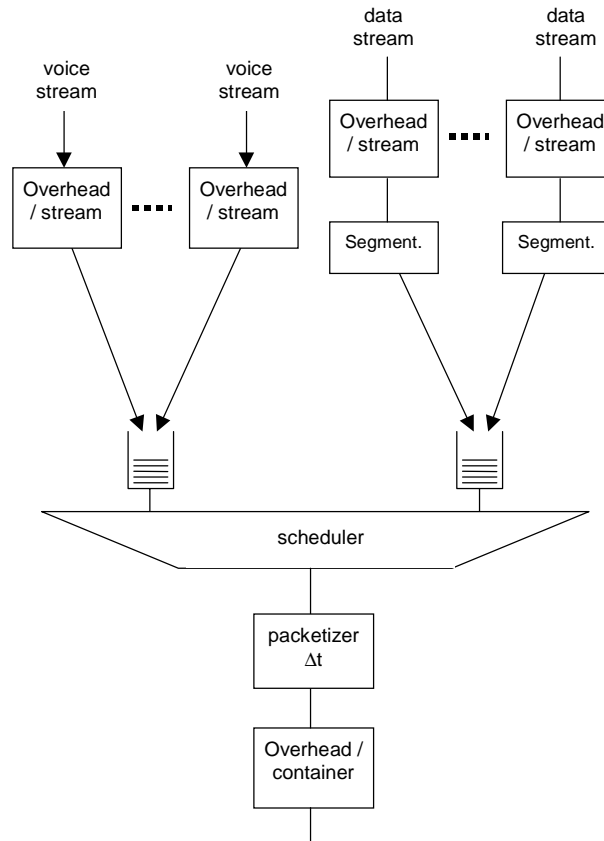 data
stream
data
stream
voice
stream
voice
stream
Overhead
/ stream
Overhead
/ stream
Overhead
/ stream
Overhead
/ stream
Segment.
Segment.
scheduler
packetizer
Δt
Overhead /
container